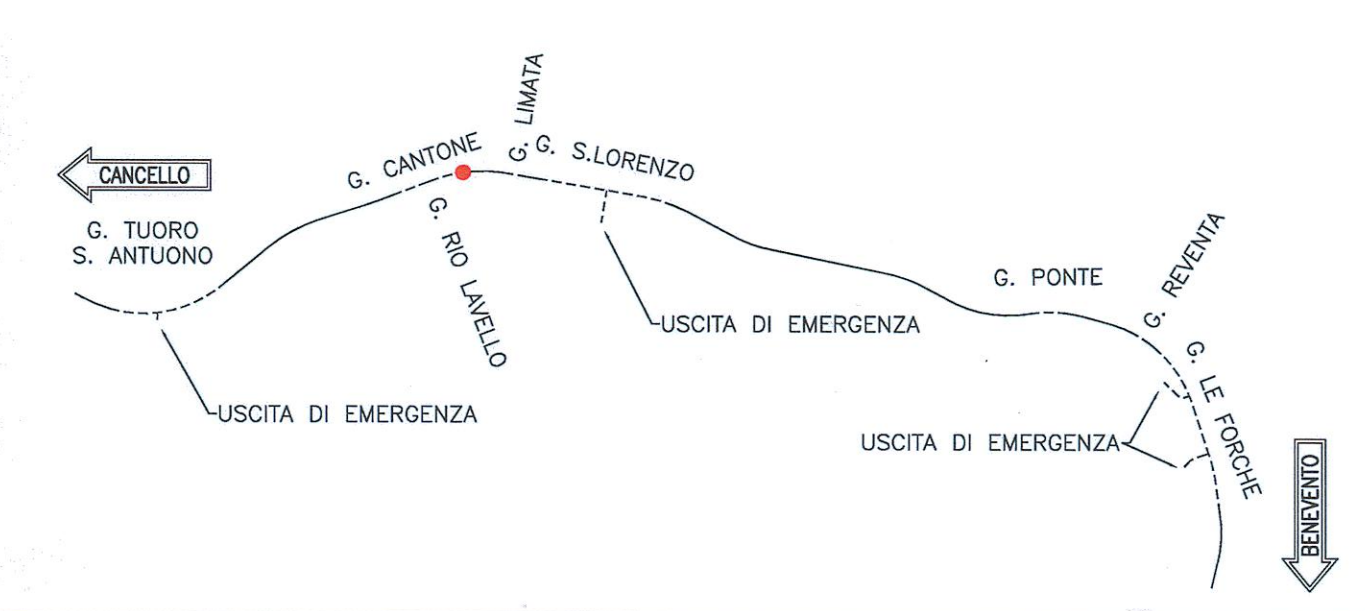 G. LIMATA
G. CANTONE
G. S.LORENZO
CANCELLO
G. TUORO
S. ANTUONO
G. RIO LAVELLO
G. REVENTA
G. PONTE
USCITA DI EMERGENZA
G. LE FORCHE
USCITA DI EMERGENZA
USCITA DI EMERGENZA
BENEVENTO